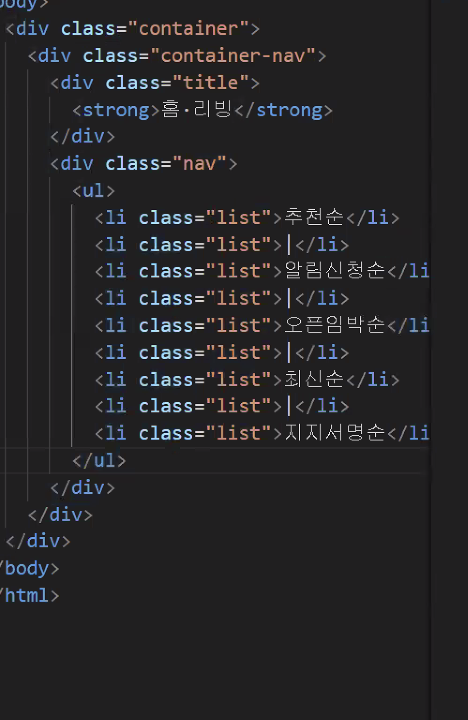 body>
<div class="container">
<div class="container-nav">
<div class="title">
<strong>홈·리빙</strong>
</div>
<div class="nav">
<ul>
<li class="list">추천순</li>
<li class="list">|</li>
<li class="list">알림신청순</li
<li class="list">|</li>
<li class="list">오픈임박순</li
<li class="list">|</li>
<li class="list">최신순</li>
<li class="list">|</li>
<li class="list">지지서명순</li
</ul>
</div>
</div>
</div>
/body>
/html>